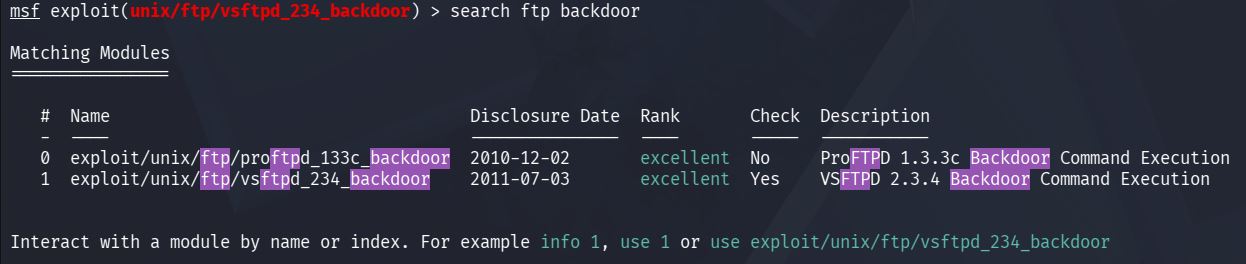 msf exploit(unix/ftp/vsftpd_234_backdoor) > search ftp backdoor
Matching Modules
================
# Name Disclosure Date Rank Check Description
- ---- --------------- ---- ----- -----------
0 exploit/unix/ftp/proftpd_133c_backdoor 2010-12-02 excellent No ProFTPD 1.3.3c Backdoor Command Execution
1 exploit/unix/ftp/vsftpd_234_backdoor 2011-07-03 excellent Yes VSFTPD 2.3.4 Backdoor Command Execution
Interact with a module by name or index. For example info 1, use 1 or use exploit/unix/ftp/vsftpd_234_backdoor